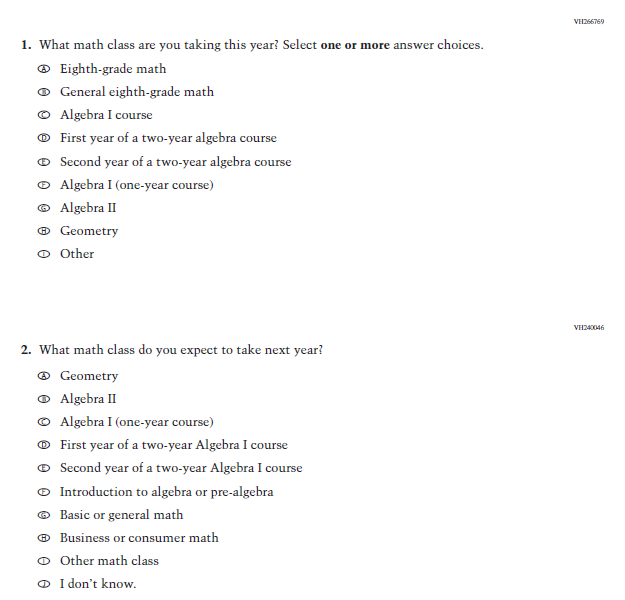 VH266769
1. What math class are you taking this year? Select one or more answer choices.
A Eighth-grade math
B General eighth-grade math
C Algebra I course
D First year of a two-year algebra course
E Second year of a two-year algebra course
F Algebra I (one-year course)
G Algebra II
H Geometry
I Other
VH240046
2. What math class do you expect to take next year?
A Geometry
B Algebra II
C Algebra I (one-year course)
D First year of a two-year Algebra I course
E Second year of a two-year Algebra I course
F Introduction to algebra or pre-algebra
G Basic or general math
H Business or consumer math
I Other math class
J I don't know.